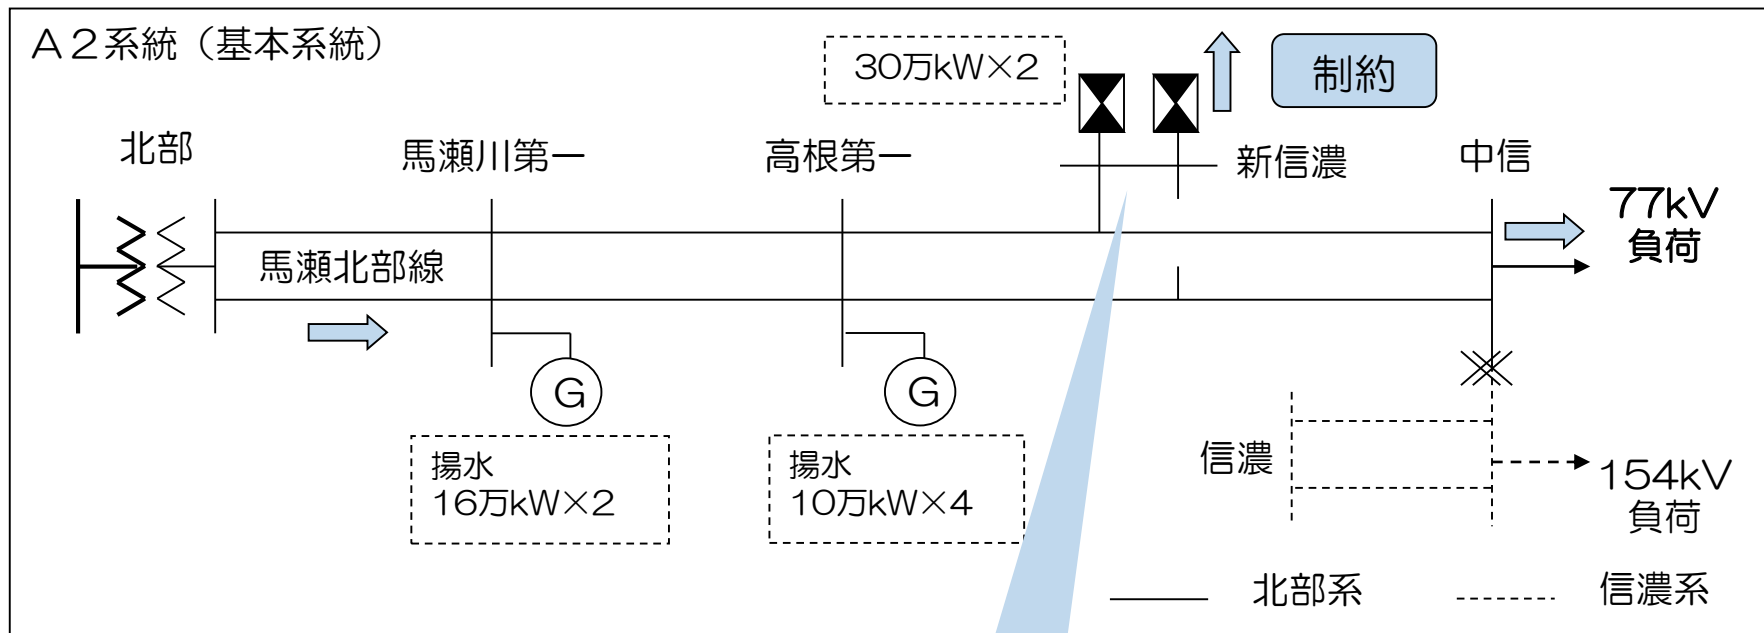 A2系統（基本系統）
30万kW×2
制約
北部
馬瀬川第一
高根第一
新信濃
中信
77kV
負荷
馬瀬北部線
G
G
揚水
16万kW×2
揚水
10万kW×4
信濃
154kV
負荷
北部系
信濃系